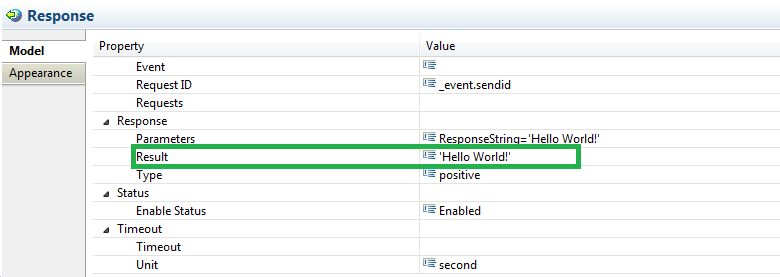 Response
Model
Appearance
Property Value
Event
Request ID _event.sendid
Requests
Response
Parameters ResponseString='Hello World!'
Result 'Hello World!'
Type positive
Status
Enable Status Enabled
Timeout
Timeout
Unit second